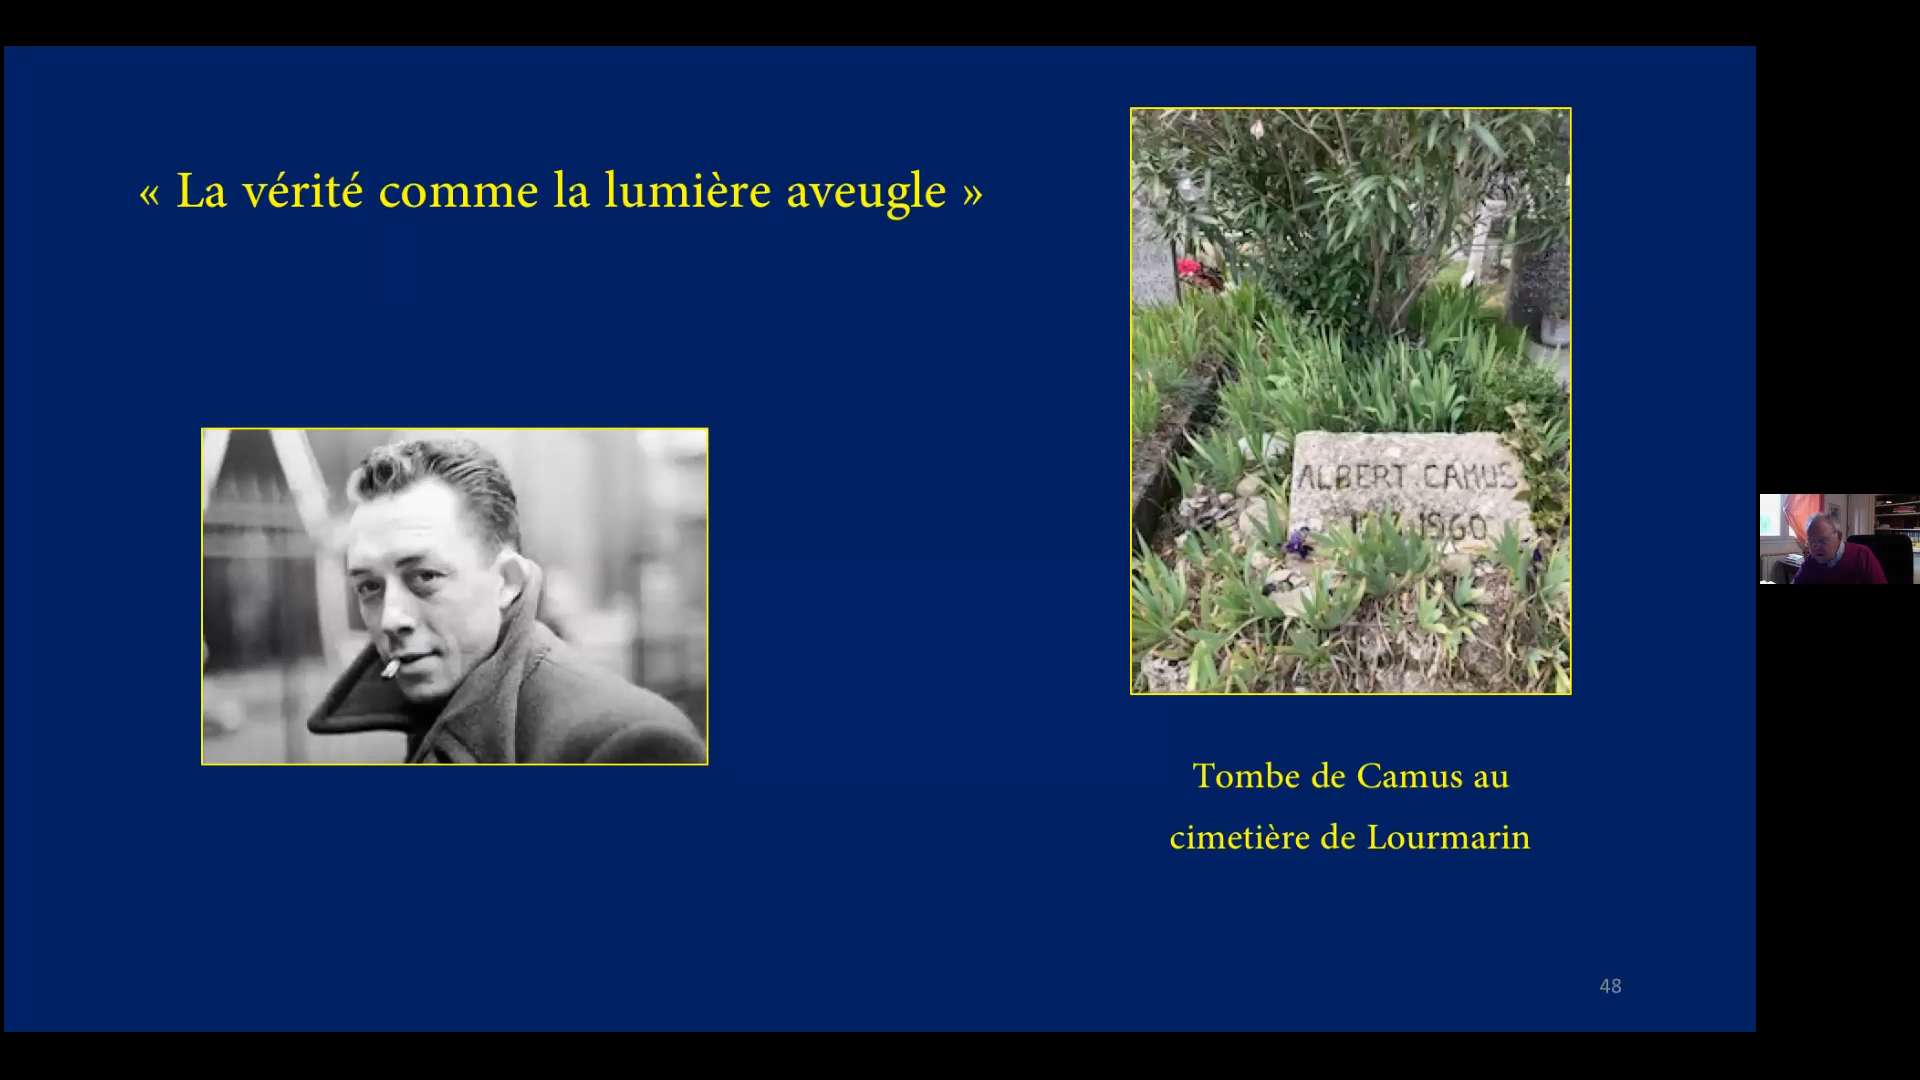 « La vérité comme la lumière aveugle »
ALBERT CAMUS
1960
Tombe de Camus au
cimetière de Lourmarin
48